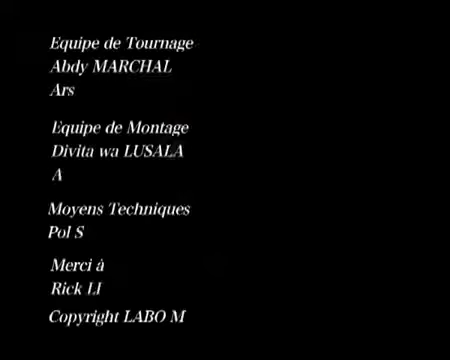 Equipe de Tournage
Abdy MARCHAL
Ars
Equipe de Montage
Divita wa LUSALA
A
Moyens Techniques
Pol S
Merci à
Rick LI
Copyright LABO M